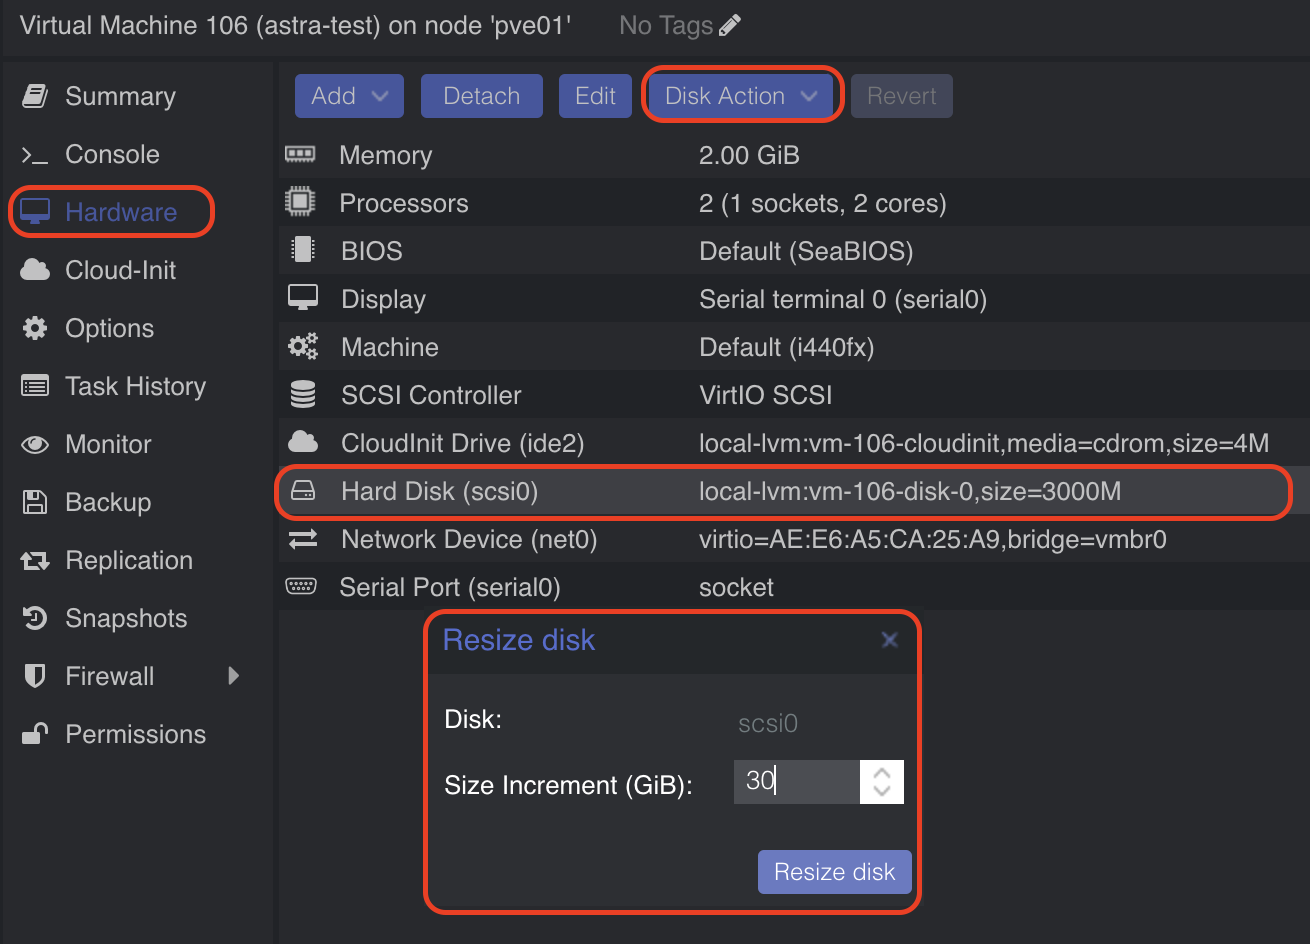 Virtual Machine 106 (astra-test) on node 'pve01' No Tags
Summary
Console
Hardware
Cloud-Init
Options
Task History
Monitor
Backup
Replication
Snapshots
Firewall
Permissions
Add Detach Edit Disk Action Revert
Memory 2.00 GiB
Processors 2 (1 sockets, 2 cores)
BIOS Default (SeaBIOS)
Display Serial terminal 0 (serial0)
Machine Default (i440fx)
SCSI Controller VirtIO SCSI
CloudInit Drive (ide2) local-lvm:vm-106-cloudinit,media=cdrom,size=4M
Hard Disk (scsi0) local-lvm:vm-106-disk-0,size=3000M
Network Device (net0) virtio=AE:E6:A5:CA:25:A9,bridge=vmbr0
Serial Port (serial0) socket
Resize disk
Disk: scsi0
Size Increment (GiB): 30
Resize disk